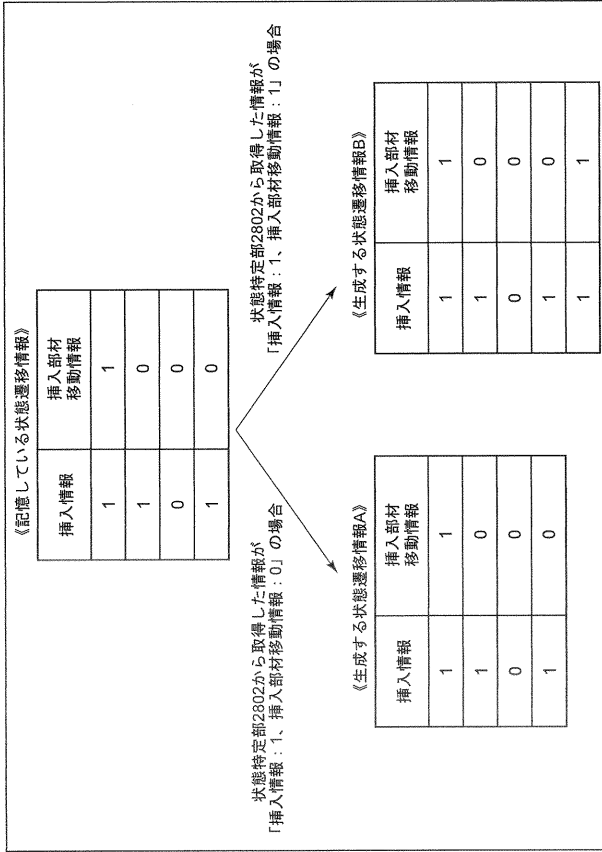 《記憶している状態遷移情報》
挿入情報 挿入部材
移動情報
1 1
1 0
0 0
1 0
状態特定部2802から取得した情報が
「挿入情報：1、挿入部材移動情報：0」の場合
状態特定部2802から取得した情報が
「挿入情報：1、挿入部材移動情報：1」の場合
《生成する状態遷移情報A》
挿入情報 挿入部材
移動情報
1 1
1 0
0 0
1 0
《生成する状態遷移情報B》
挿入情報 挿入部材
移動情報
1 1
1 0
0 0
1 0
1 1